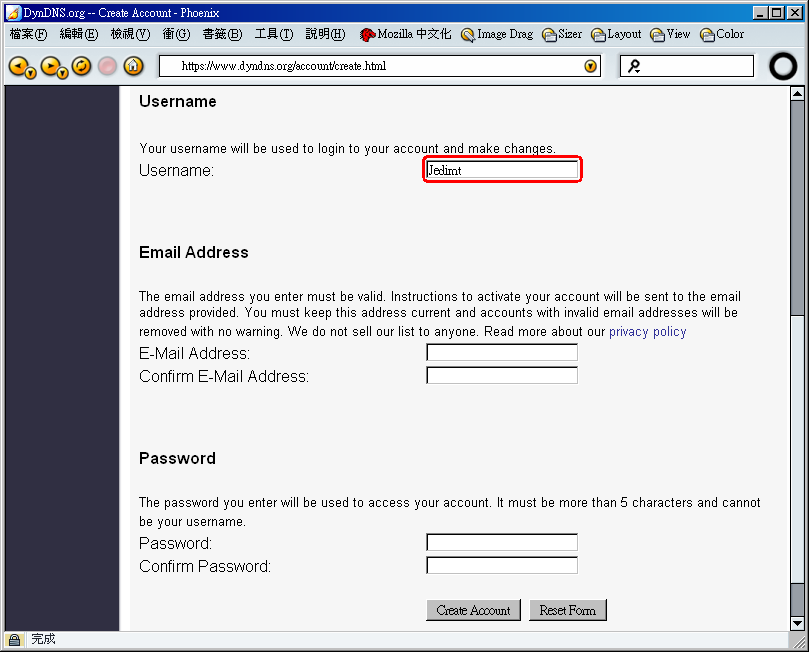 DynDNS.org -- Create Account - Phoenix
檔案(F) 編輯(E) 檢視(V) 衝(G) 書籤(B) 工具(T) 說明(H) Mozilla 中文化 Image Drag Sizer Layout View Color
https://www.dyndns.org/account/create.html
Username
Your username will be used to login to your account and make changes.
Username: Jedimt
Email Address
The email address you enter must be valid. Instructions to activate your account will be sent to the email
address provided. You must keep this address current and accounts with invalid email addresses will be
removed with no warning. We do not sell our list to anyone. Read more about our privacy policy
E-Mail Address:
Confirm E-Mail Address:
Password
The password you enter will be used to access your account. It must be more than 5 characters and cannot
be your username.
Password:
Confirm Password:
Create Account Reset Form
完成